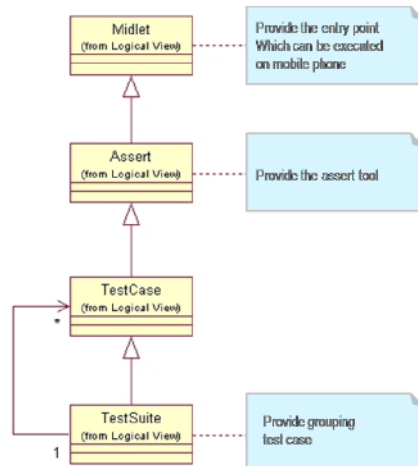 Midlet
(from Logical View)
Provide the entry point
Which can be executed
on mobile phone
Assert
(from Logical View)
Provide the assert tool
TestCase
(from Logical View)
*
TestSuite
(from Logical View)
1
Provide grouping
test case